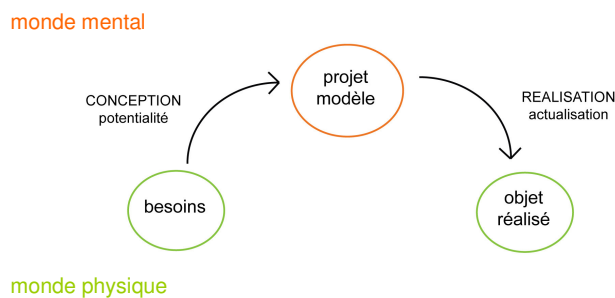 monde mental
projet
modèle
CONCEPTION
potentialité
REALISATION
actualisation
besoins
objet
réalisé
monde physique